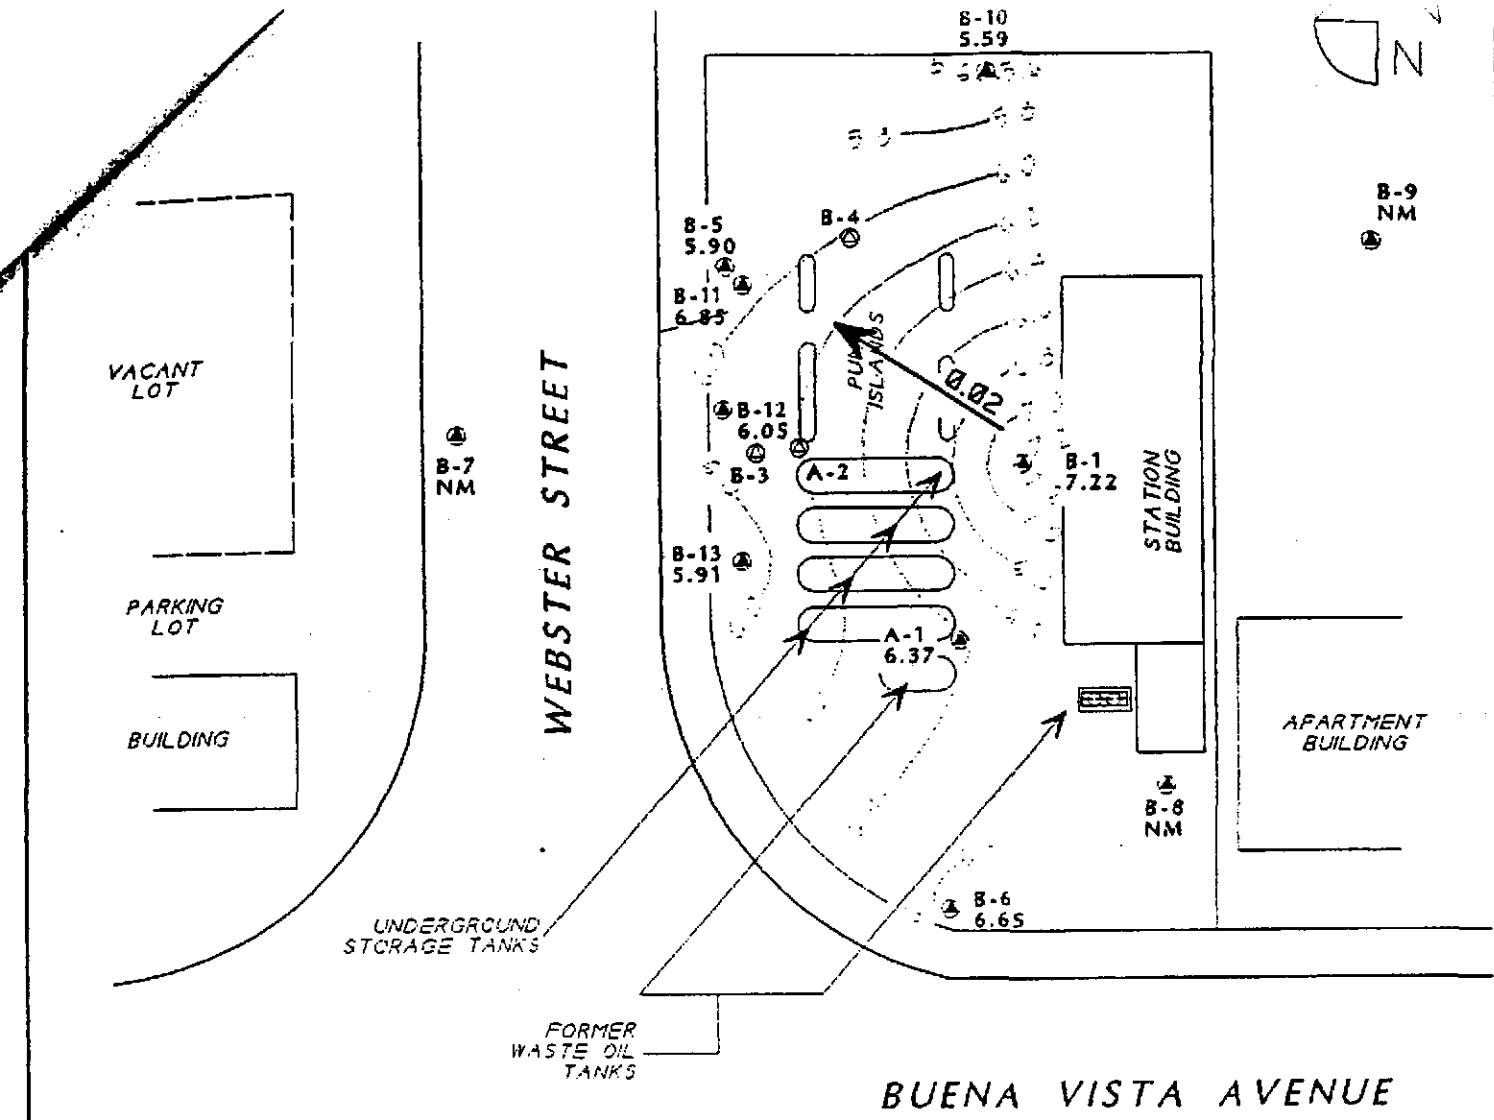 B-10
5.59
N
B-9
NM
B-5
5.90
B-4
B-11
6.85
PUMP
ISLANDS
0.02
VACANT
LOT
WEBSTER STREET
B-12
6.05
B-7
NM
B-3
A-2
B-1
7.22
STATION
BUILDING
B-13
5.91
PARKING
LOT
A-1
6.37
BUILDING
APARTMENT
BUILDING
B-8
NM
B-6
6.65
UNDERGROUND
STORAGE TANKS
FORMER
WASTE OIL
TANKS
BUENA VISTA AVENUE